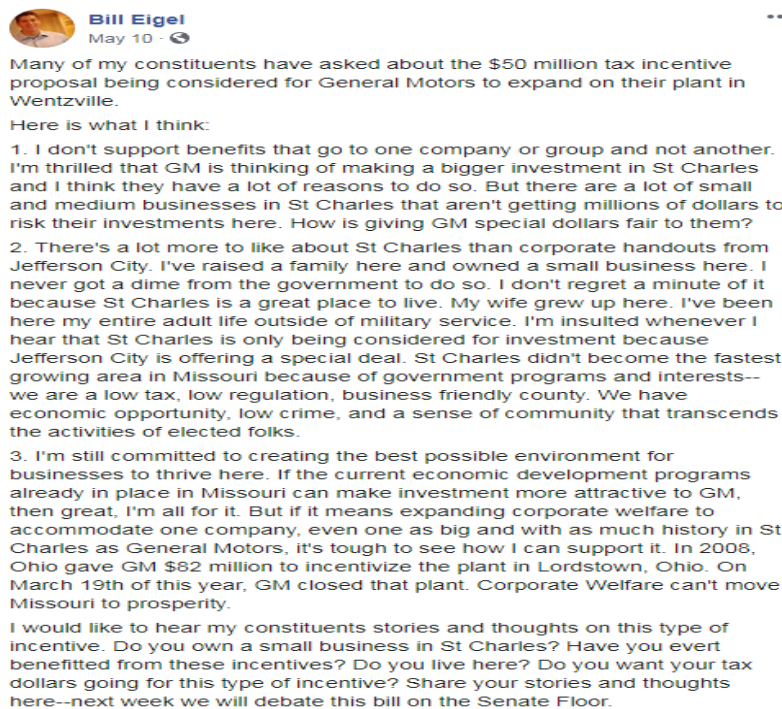 Bill Eigel
May 10 ·
Many of my constituents have asked about the $50 million tax incentive
proposal being considered for General Motors to expand on their plant in
Wentzville.
Here is what I think:
1. I don't support benefits that go to one company or group and not another.
I'm thrilled that GM is thinking of making a bigger investment in St Charles
and I think they have a lot of reasons to do so. But there are a lot of small
and medium businesses in St Charles that aren't getting millions of dollars to
risk their investments here. How is giving GM special dollars fair to them?
2. There's a lot more to like about St Charles than corporate handouts from
Jefferson City. I've raised a family here and owned a small business here. I
never got a dime from the government to do so. I don't regret a minute of it
because St Charles is a great place to live. My wife grew up here. I've been
here my entire adult life outside of military service. I'm insulted whenever I
hear that St Charles is only being considered for investment because
Jefferson City is offering a special deal. St Charles didn't become the fastest
growing area in Missouri because of government programs and interests--
we are a low tax, low regulation, business friendly county. We have
economic opportunity, low crime, and a sense of community that transcends
the activities of elected folks.
3. I'm still committed to creating the best possible environment for
businesses to thrive here. If the current economic development programs
already in place in Missouri can make investment more attractive to GM,
then great, I'm all for it. But if it means expanding corporate welfare to
accommodate one company, even one as big and with as much history in St
Charles as General Motors, it's tough to see how I can support it. In 2008,
Ohio gave GM $82 million to incentivize the plant in Lordstown, Ohio. On
March 19th of this year, GM closed that plant. Corporate Welfare can't move
Missouri to prosperity.
I would like to hear my constituents stories and thoughts on this type of
incentive. Do you own a small business in St Charles? Have you evert
benefitted from these incentives? Do you live here? Do you want your tax
dollars going for this type of incentive? Share your stories and thoughts
here--next week we will debate this bill on the Senate Floor.